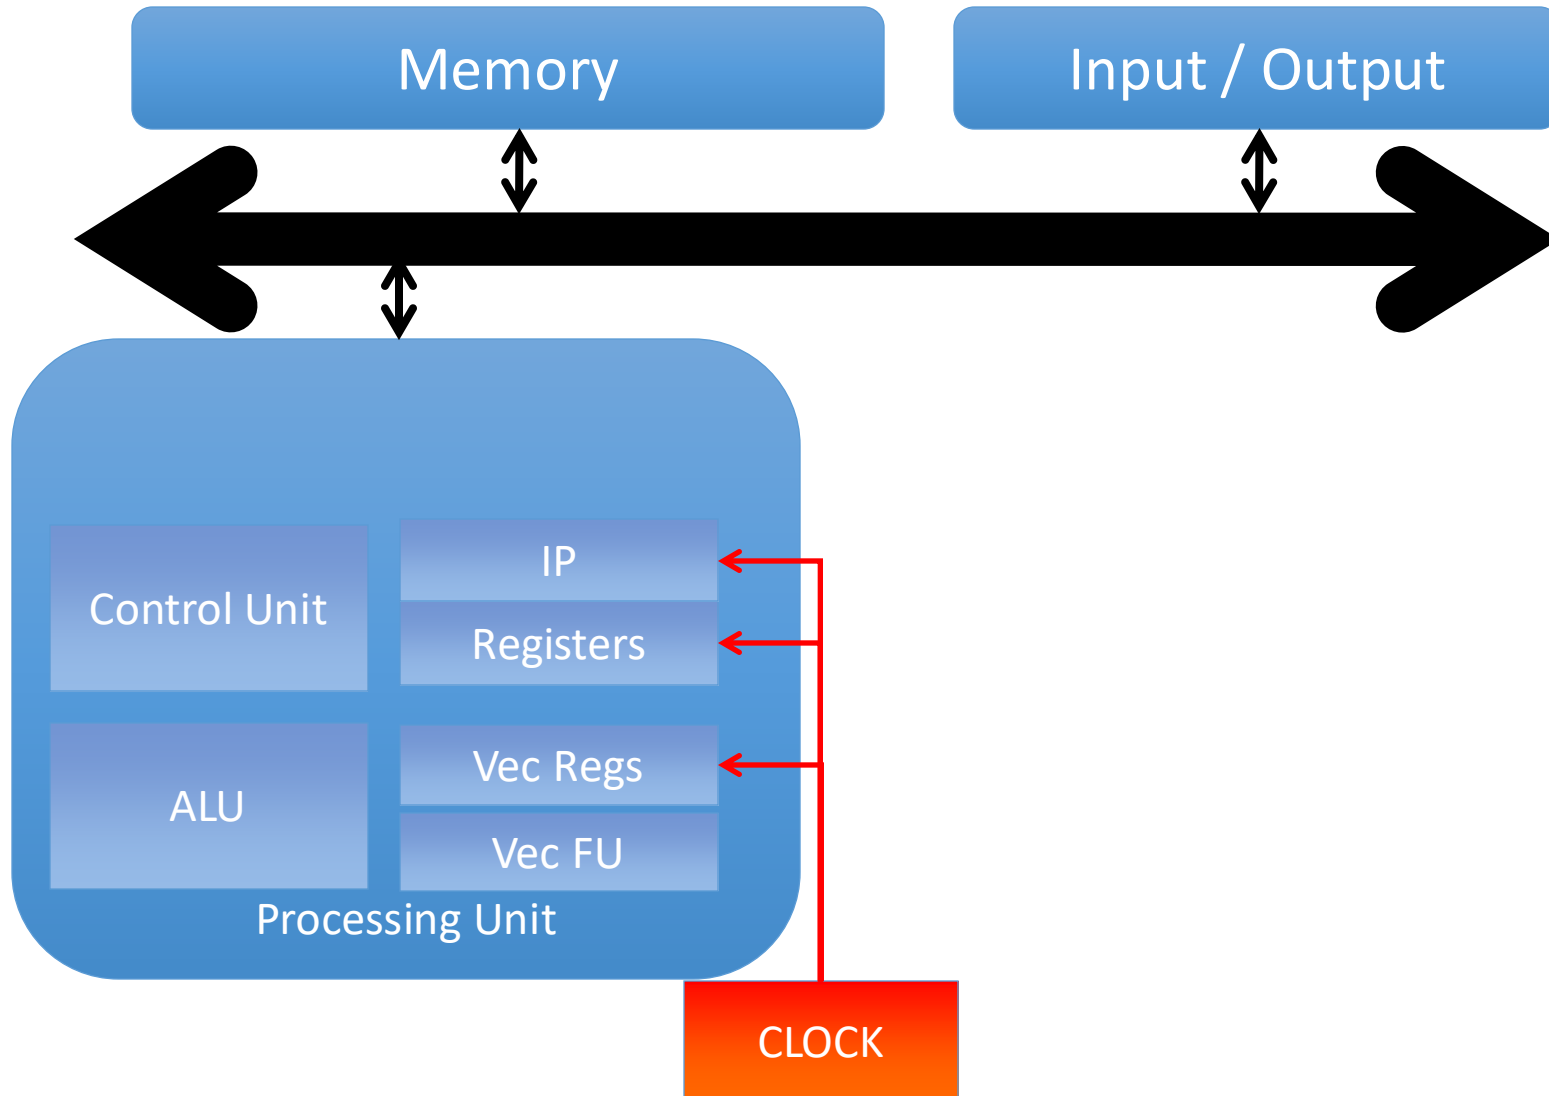 Memory
Input / Output
Control Unit
IP
Registers
ALU
Vec Regs
Vec FU
Processing Unit
CLOCK